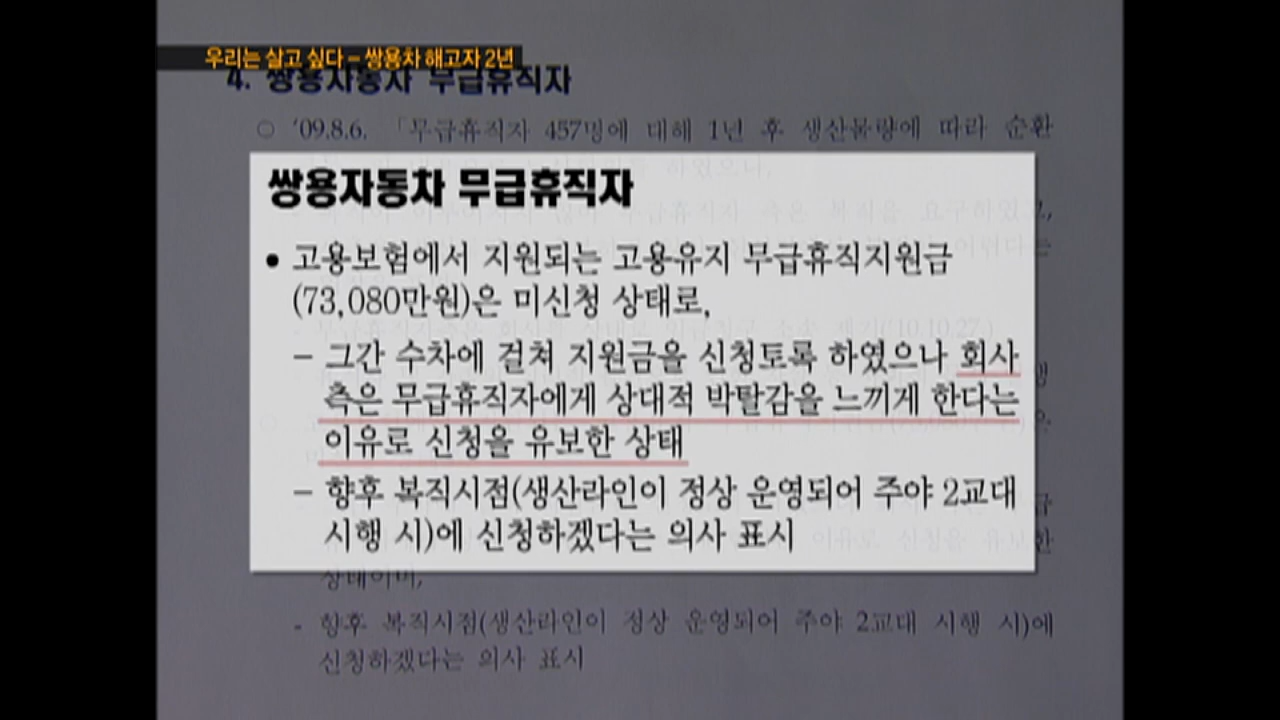 우리는 살고 싶다 - 쌍용차 해고자 2년
4. 쌍용자동차 무급휴직자
○ '09.8.6. 「무급휴직자 457명에 대해 1년 후 생산물량에 따라 순환
하였으나,
쌍용자동차 무급휴직자
• 고용보험에서 지원되는 고용유지 무급휴직지원금
(73,080만원)은 미신청 상태로,
- 그간 수차에 걸쳐 지원금을 신청토록 하였으나 회사
측은 무급휴직자에게 상대적 박탈감을 느끼게 한다는
이유로 신청을 유보한 상태
- 향후 복직시점(생산라인이 정상 운영되어 주야 2교대
시행 시)에 신청하겠다는 의사 표시
상태이며,
- 향후 복직시점(생산라인이 정상 운영되어 주야 2교대 시행 시)에
신청하겠다는 의사 표시